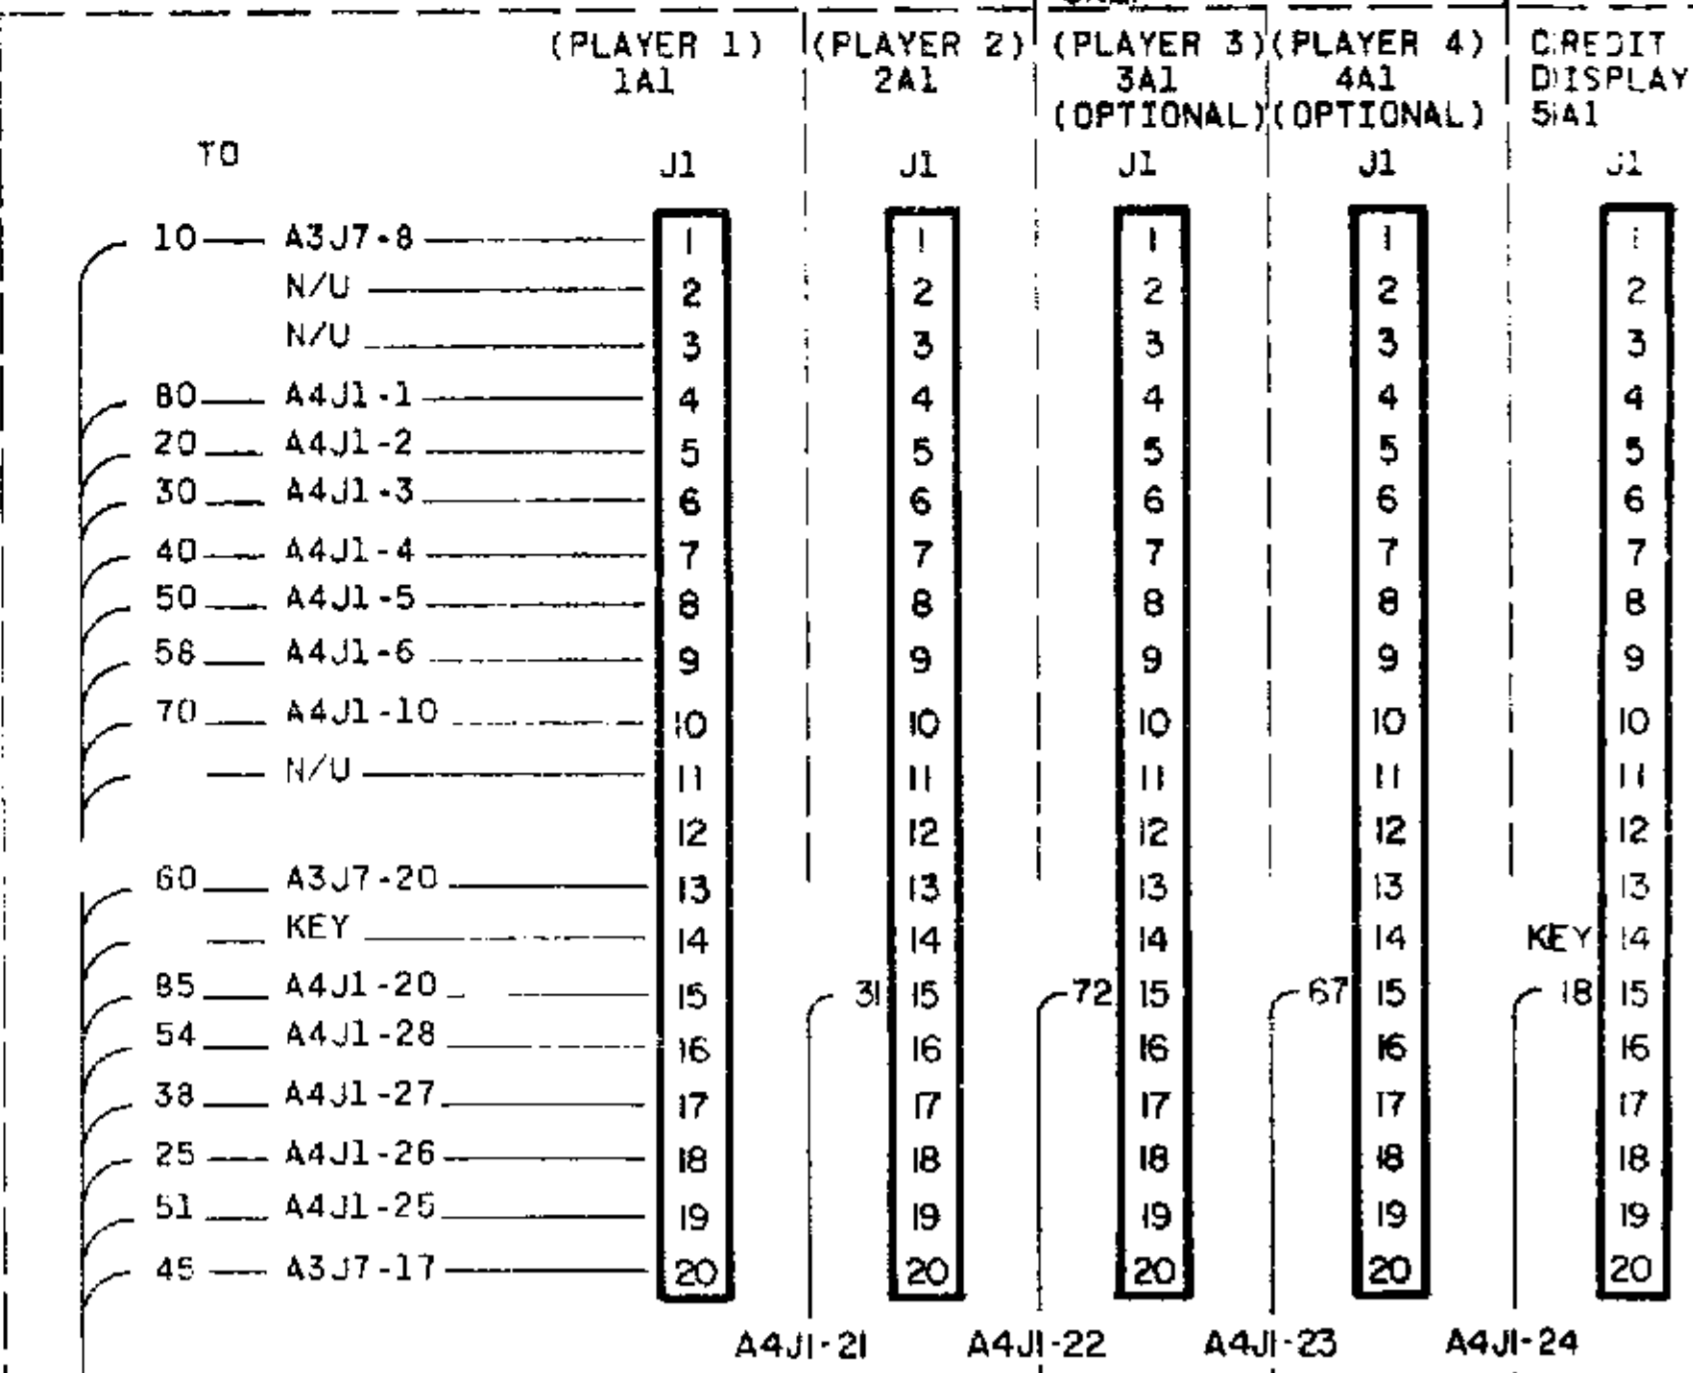 (PLAYER 1) (PLAYER 2) (PLAYER 3) (PLAYER 4) CREDIT
1A1 2A1 3A1 4A1 DISPLAY
(OPTIONAL) (OPTIONAL) 5A1
TO J1 J1 J1 J1 J1
10 A3J7-8 1 1 1 1 1
N/U 2 2 2 2 2
N/U 3 3 3 3 3
80 A4J1-1 4 4 4 4 4
20 A4J1-2 5 5 5 5 5
30 A4J1-3 6 6 6 6 6
40 A4J1-4 7 7 7 7 7
50 A4J1-5 8 8 8 8 8
58 A4J1-6 9 9 9 9 9
70 A4J1-10 10 10 10 10 10
N/U 11 11 11 11 11
12 12 12 12 12
60 A3J7-20 13 13 13 13 13
KEY 14 14 14 14 KEY 14
85 A4J1-20 15 31 15 72 15 67 15 18 15
54 A4J1-28 16 16 16 16 16
38 A4J1-27 17 17 17 17 17
25 A4J1-26 18 18 18 18 18
51 A4J1-25 19 19 19 19 19
45 A3J7-17 20 20 20 20 20
A4J1-21 A4J1-22 A4J1-23 A4J1-24